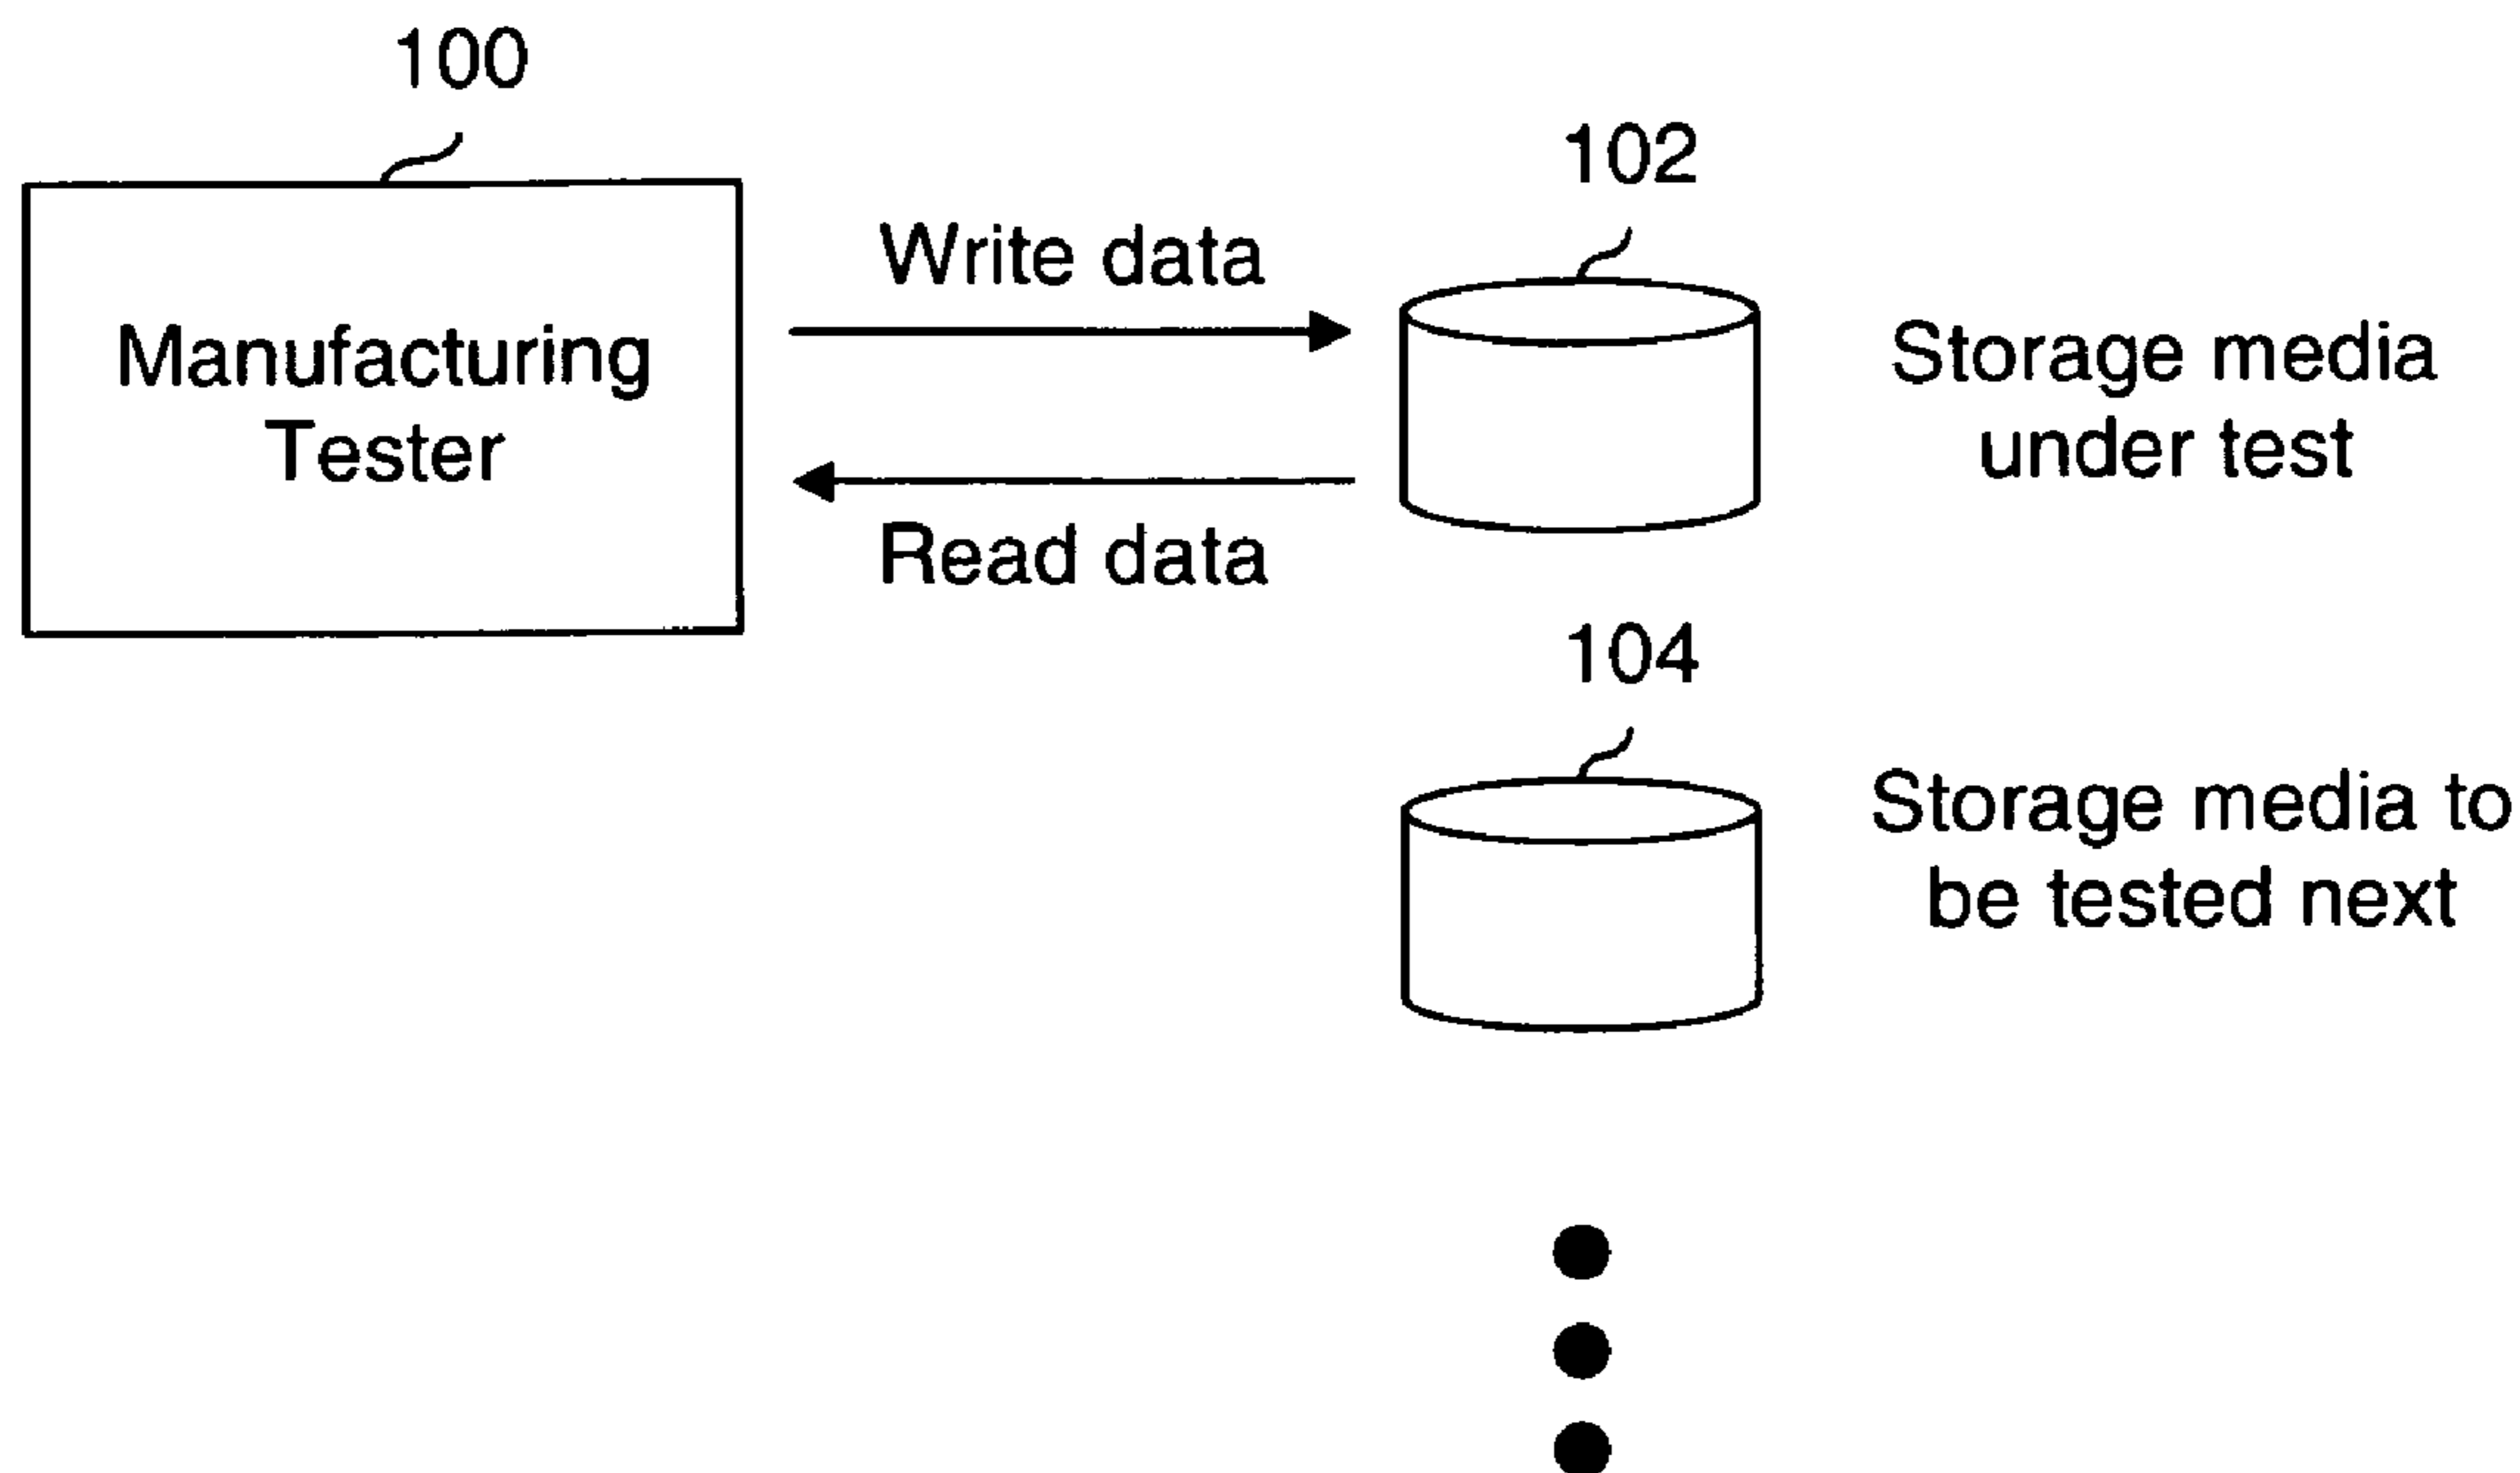 100
102
Write data
Manufacturing
Tester
Storage media
under test
Read data
104
Storage media to
be tested next